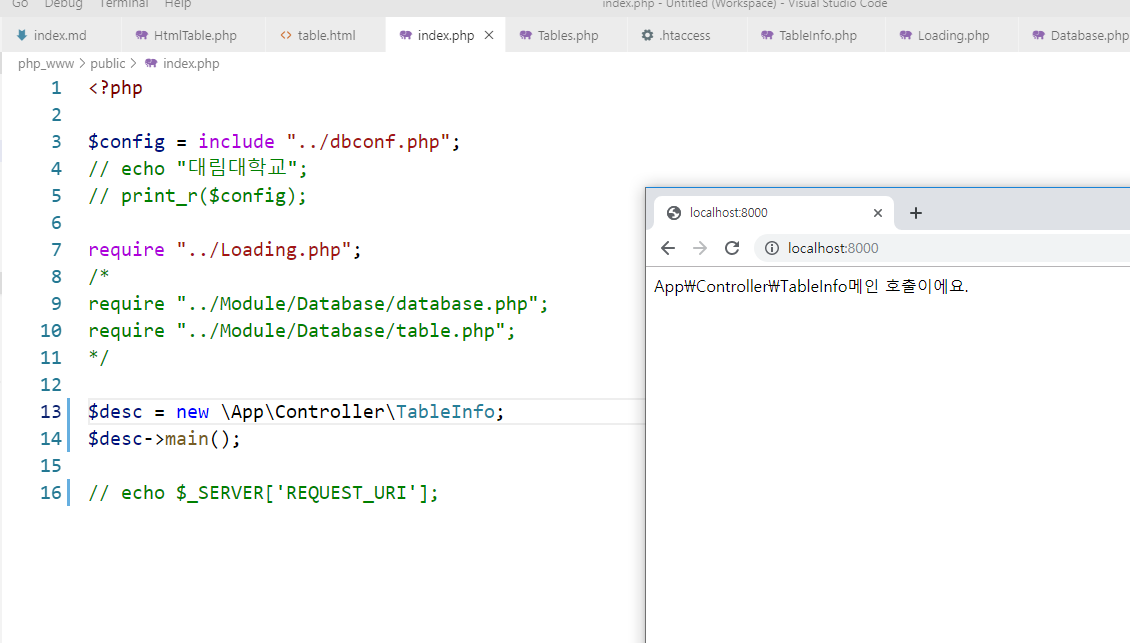 Go Debug Terminal Help
index.php - Untitled (Workspace) - Visual Studio Code
index.md HtmlTable.php table.html index.php Tables.php .htaccess TableInfo.php Loading.php Database.php
php_www > public > index.php
1 <?php
2
3 $config = include "../dbconf.php";
4 // echo "대림대학교";
5 // print_r($config);
6
7 require "../Loading.php";
8 /*
9 require "../Module/Database/database.php";
10 require "../Module/Database/table.php";
11 */
12
13 $desc = new \App\Controller\TableInfo;
14 $desc->main();
15
16 // echo $_SERVER['REQUEST_URI'];
localhost:8000
localhost:8000
App₩Controller₩TableInfo메인 호출이에요.